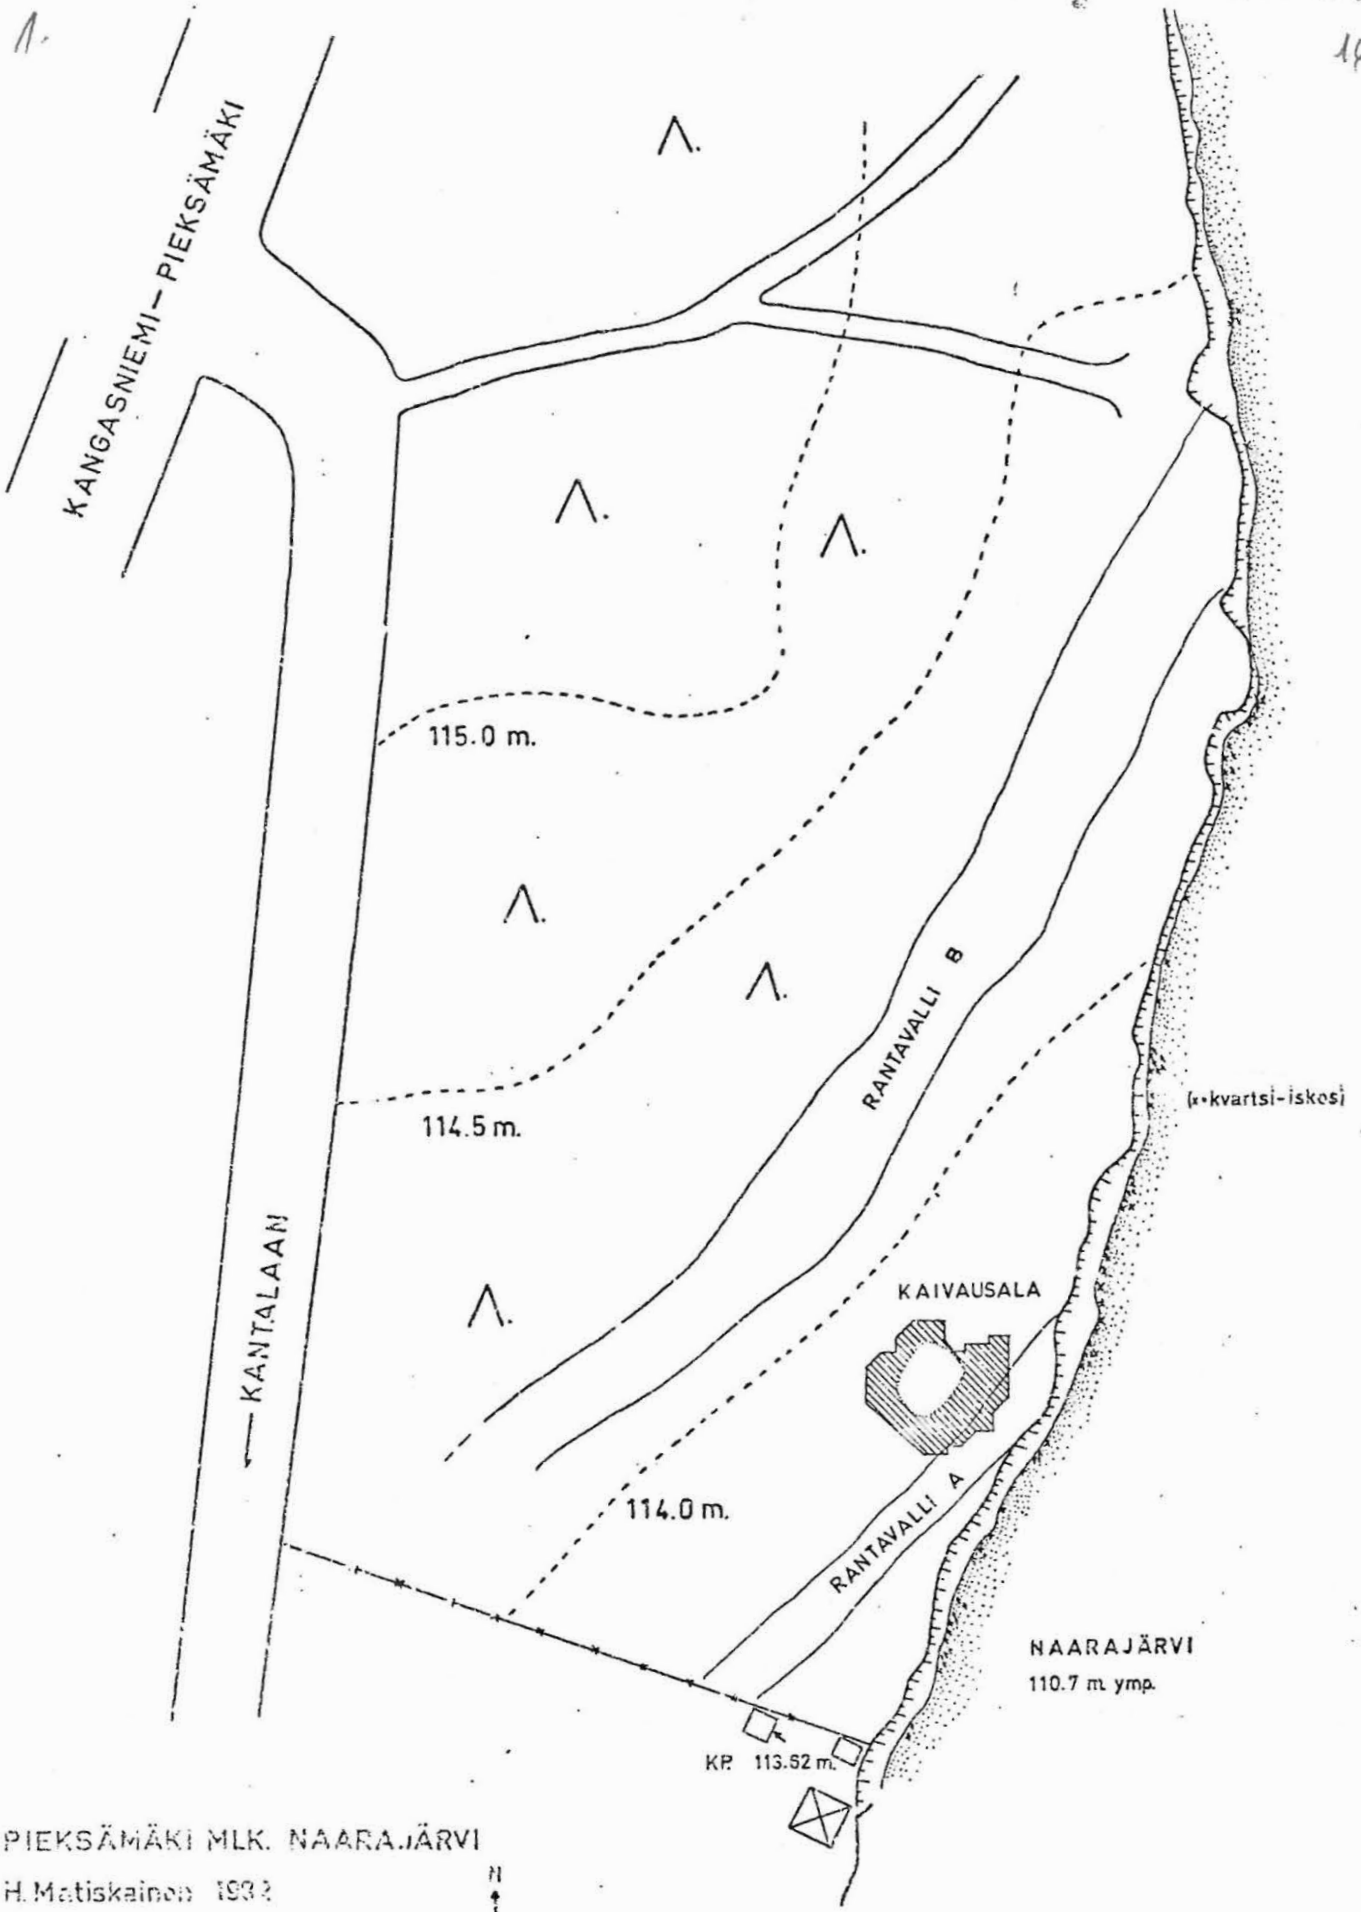 1.
KANGASNIEMI–PIEKSÄMÄKI
115.0 m.
RANTAVALLI B
(x·kvartsi-iskos)
114.5 m.
←KANTALAAN
KAIVAUSALA
114.0 m.
RANTAVALLI A
NAARAJÄRVI
110.7 m ymp.
KP. 113.52 m.
PIEKSÄMÄKI MLK. NAARAJÄRVI
H. Matiskainen
N